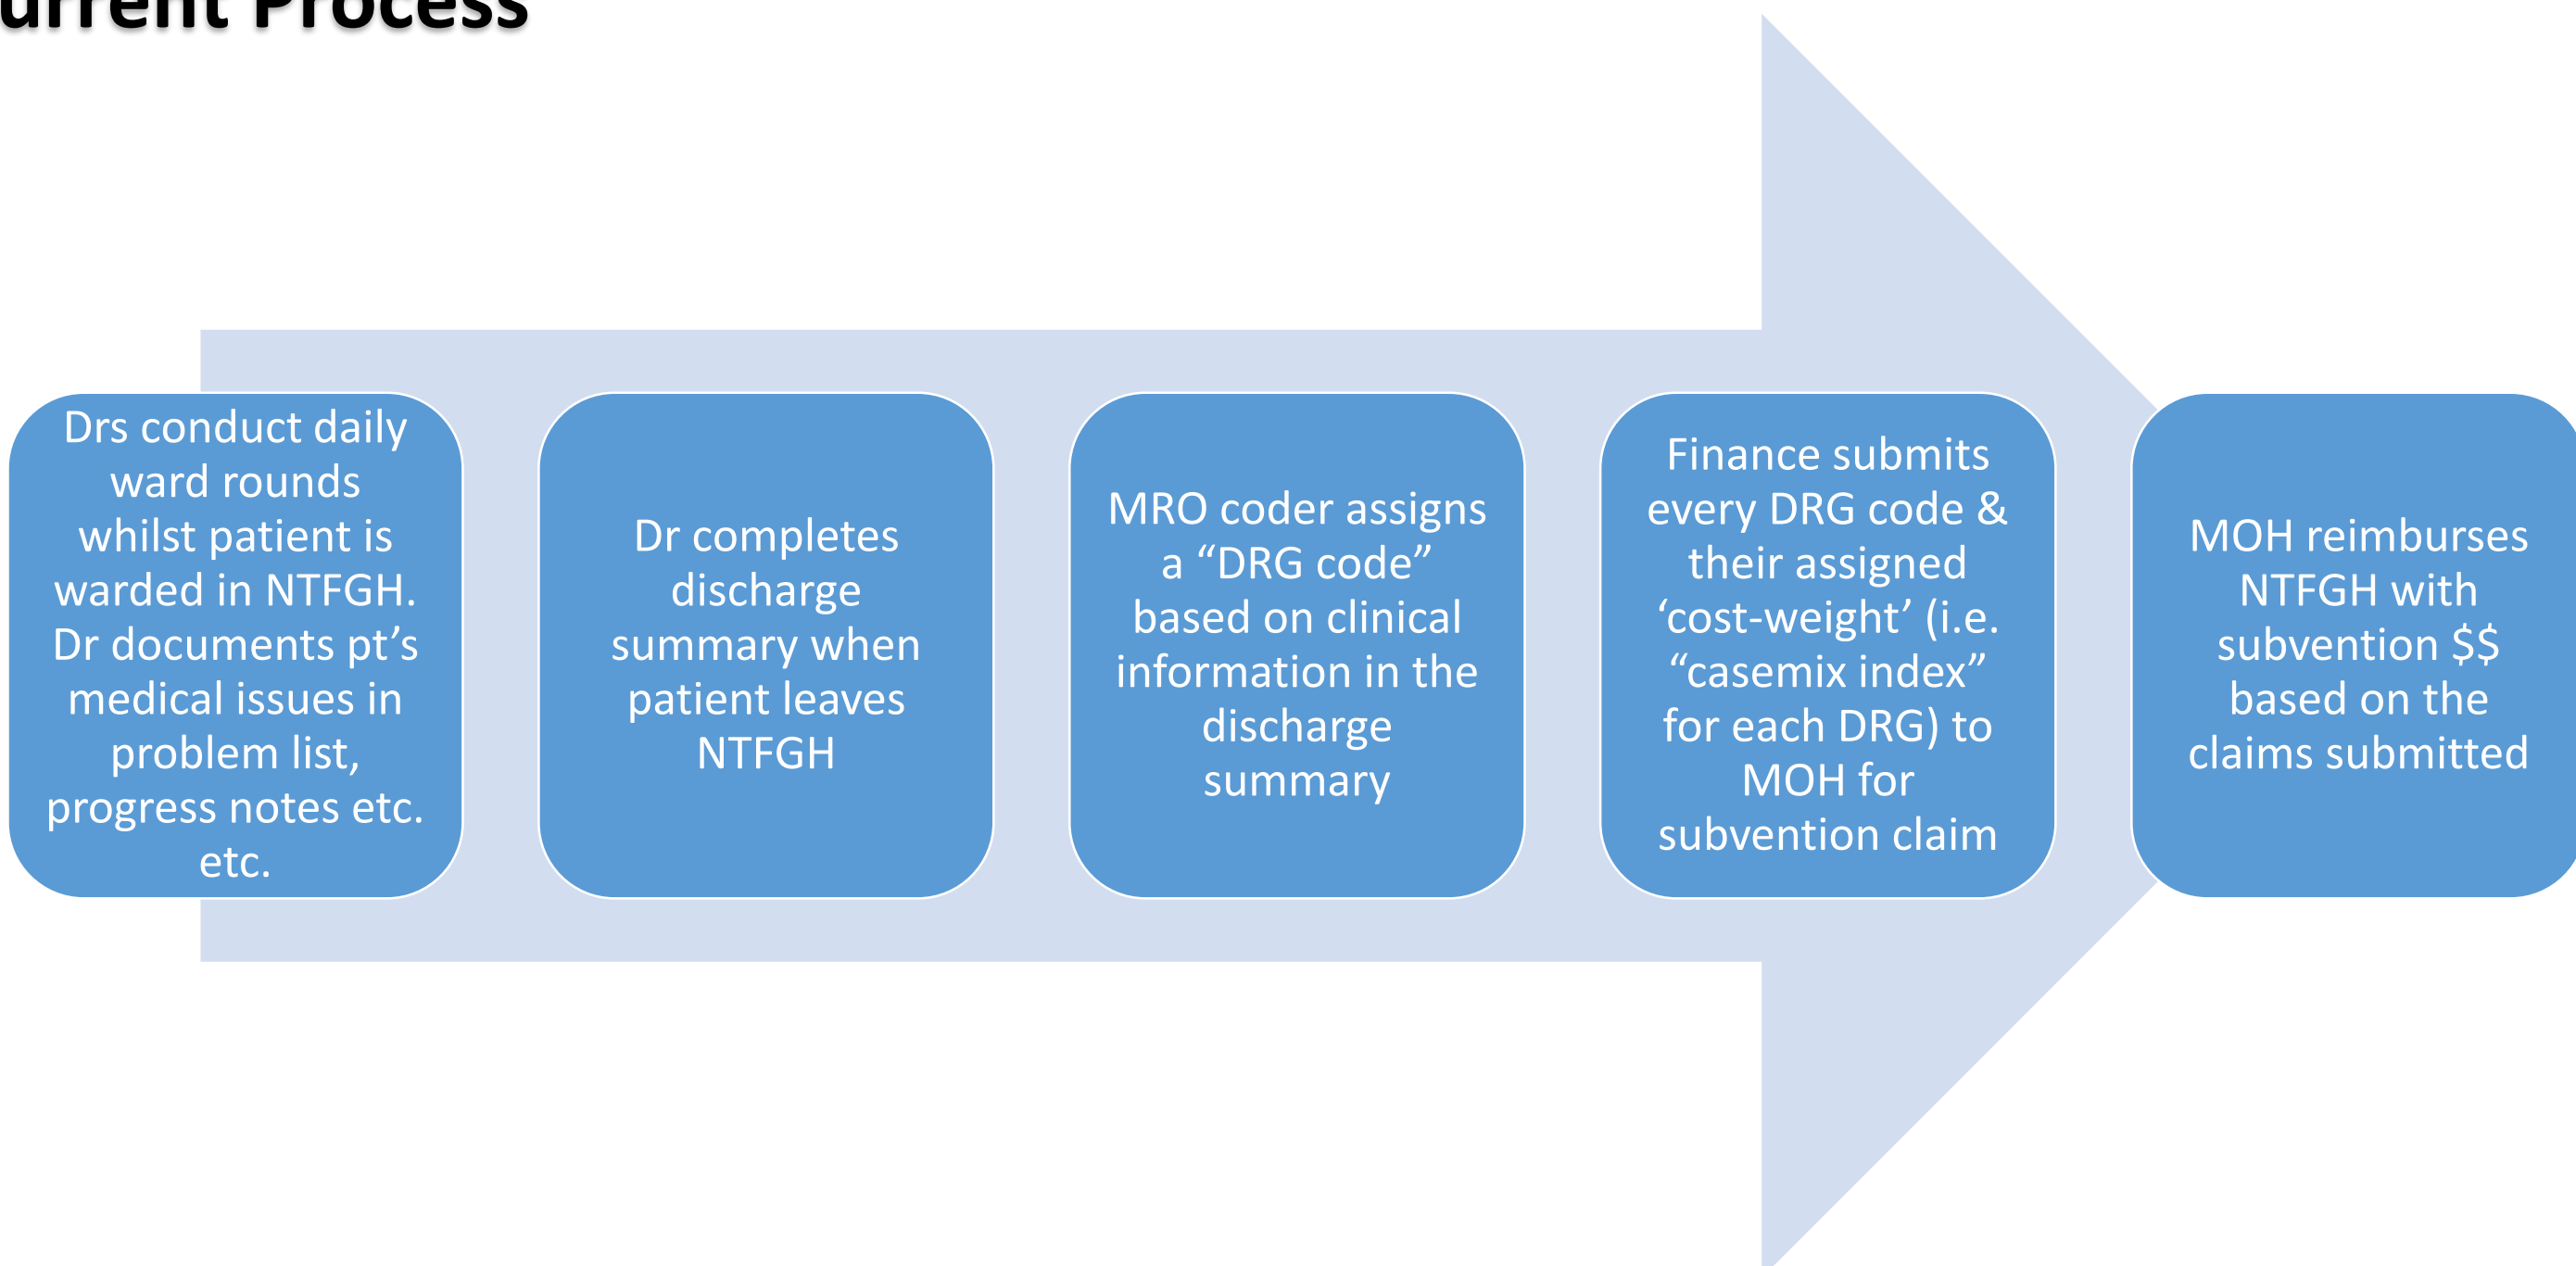 urrent Process
Drs conduct daily
ward rounds
whilst patient is
warded in NTFGH.
Dr documents pt’s
medical issues in
problem list,
progress notes etc.
etc.
Dr completes
discharge
summary when
patient leaves
NTFGH
MRO coder assigns
a “DRG code”
based on clinical
information in the
discharge
summary
Finance submits
every DRG code &
their assigned
‘cost-weight’ (i.e.
“casemix index”
for each DRG) to
MOH for
subvention claim
MOH reimburses
NTFGH with
subvention $$
based on the
claims submitted